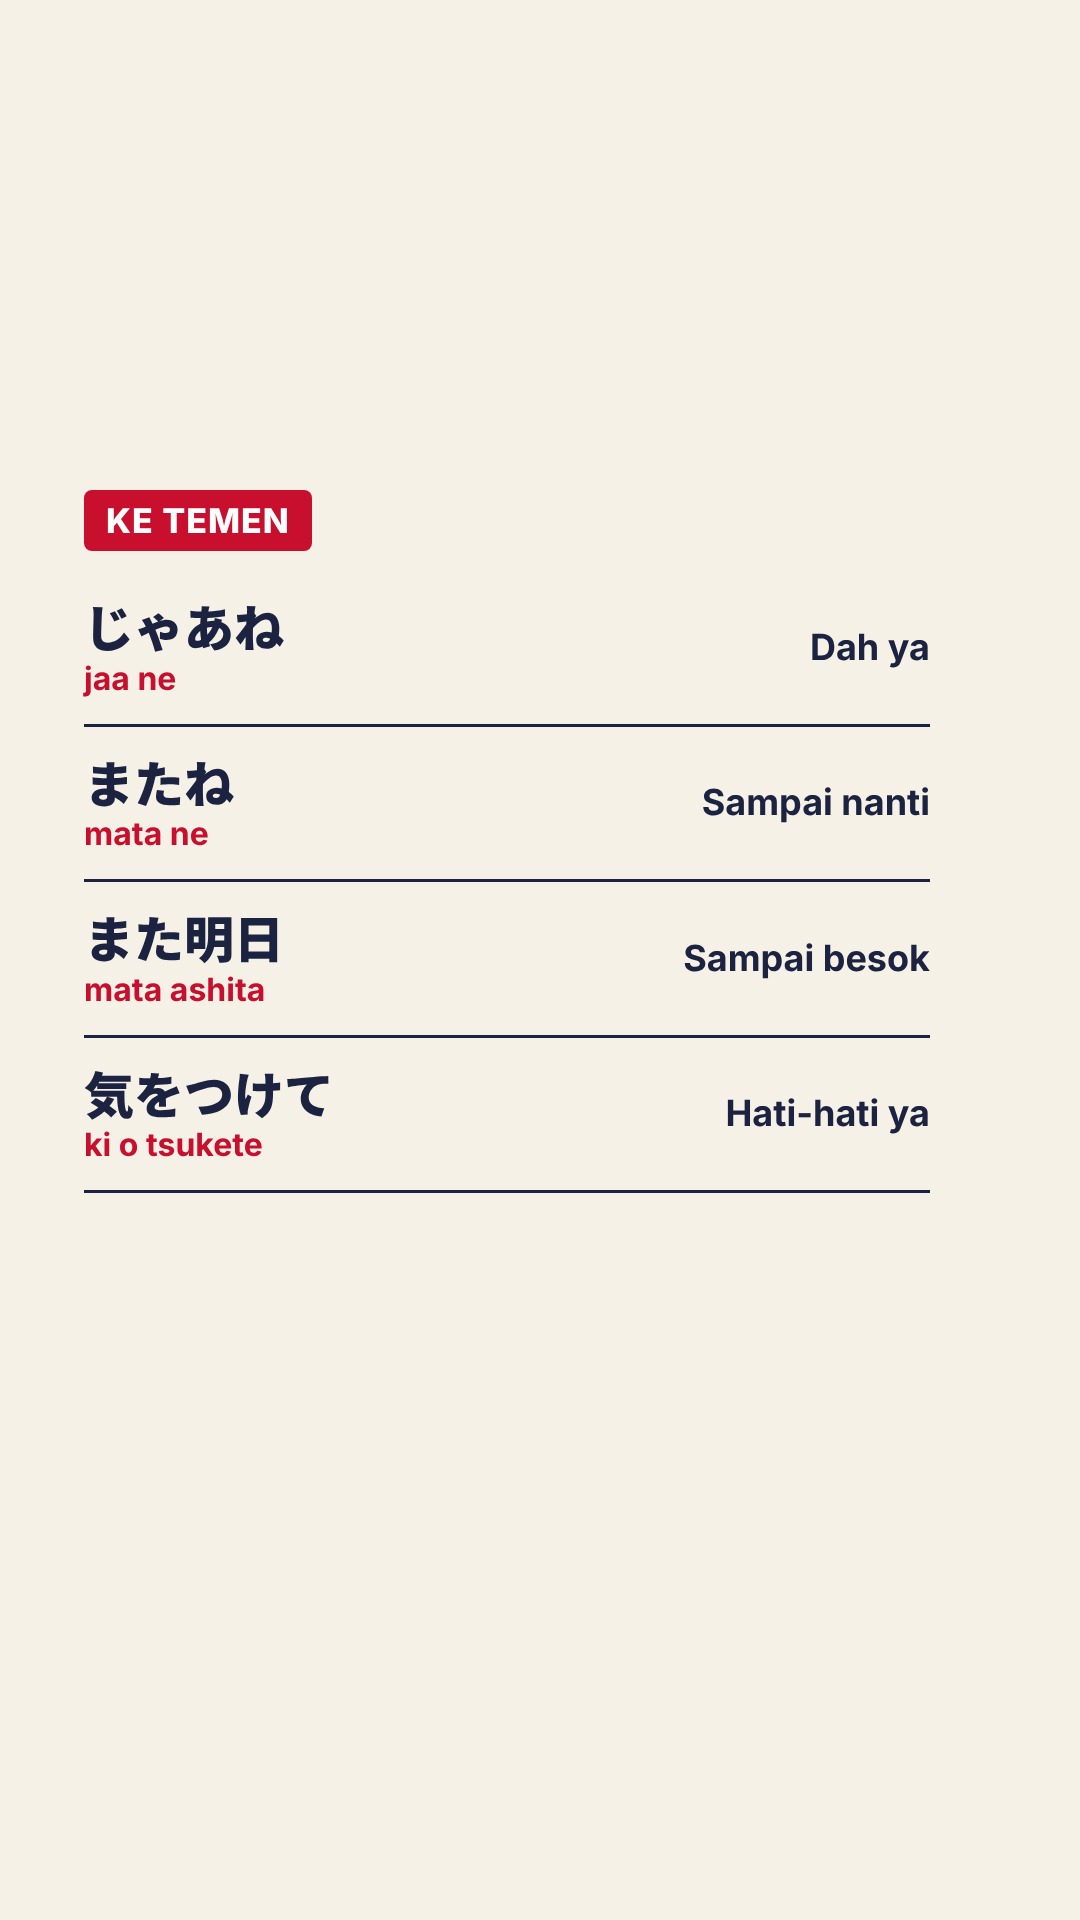 KE TEMEN
じゃあね
jaa ne
Dah ya
またね
mata ne
Sampai nanti
また明日
mata ashita
Sampai besok
気をつけて
ki o tsukete
Hati-hati ya